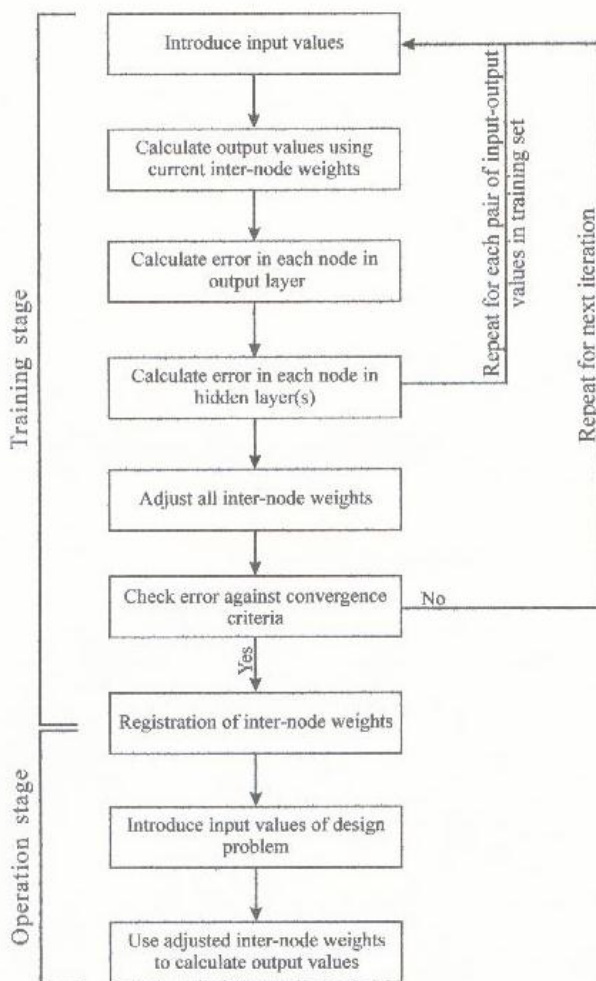 Introduce input values
Calculate output values using
current inter-node weights
Calculate error in each node in
output layer
Calculate error in each node in
hidden layer(s)
Adjust all inter-node weights
Check error against convergence
criteria
No
Yes
Registration of inter-node weights
Introduce input values of design
problem
Use adjusted inter-node weights
to calculate output values
Repeat for each pair of input-output
values in training set
Repeat for next iteration
Training stage
Operation stage